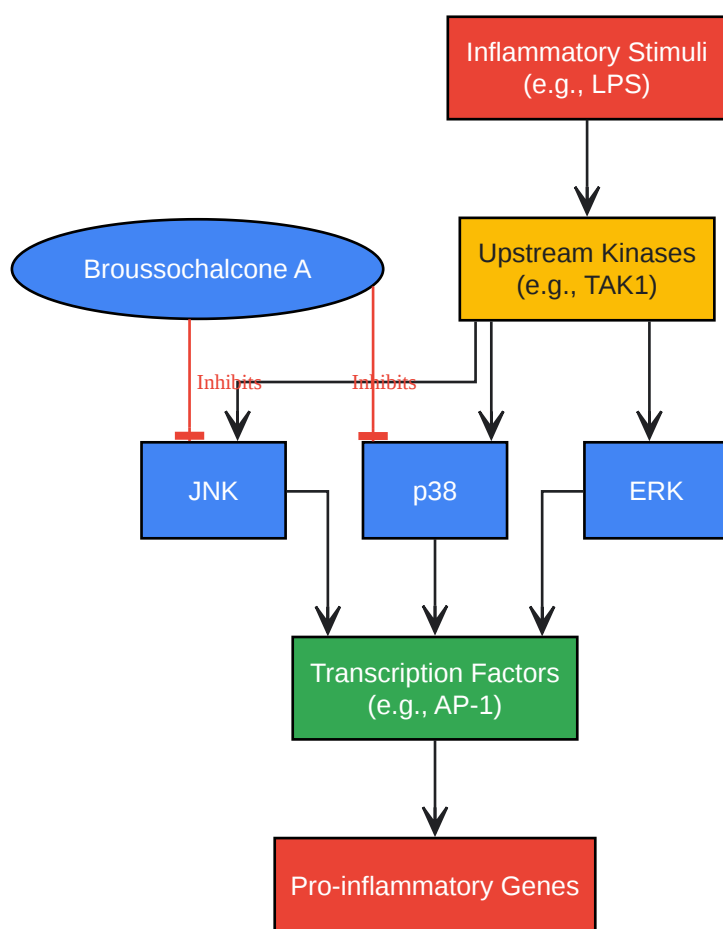 Inflammatory Stimuli
(e.g., LPS)
Broussochalcone A
Upstream Kinases
(e.g., TAK1)
Inhibits
Inhibits
JNK
p38
ERK
Transcription Factors
(e.g., AP-1)
Pro-inflammatory Genes